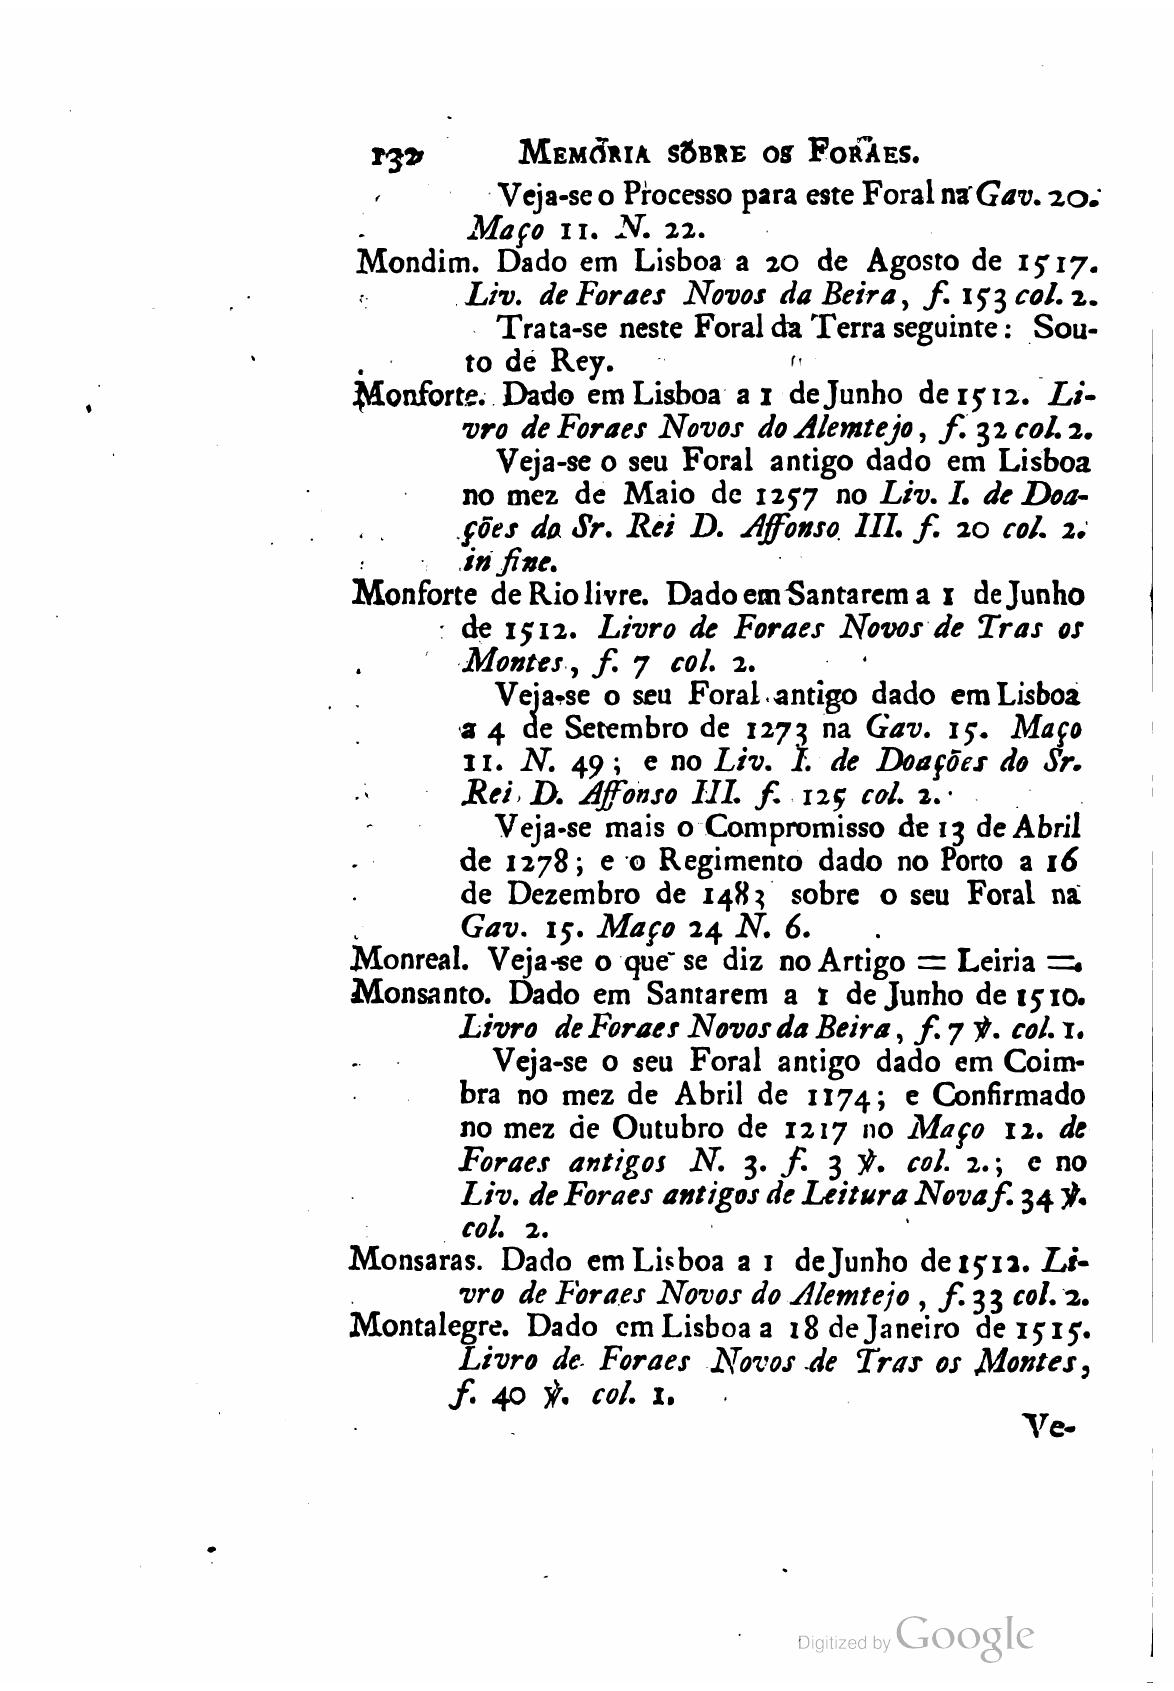 132 MEMORIA SOBRE OS FORAES.
Veja-se o Processo para este Foral na Gav. 20.
Maço 11. N. 22.
Mondim. Dado em Lisboa a 20 de Agosto de 1517.
Liv. de Foraes Novos da Beira, f. 153 col. 2.
Trata-se neste Foral da Terra seguinte: Sou-
to de Rey.
Monforte. Dado em Lisboa a 1 de Junho de 1512. Li-
vro de Foraes Novos do Alemtejo, f. 32 col. 2.
Veja-se o seu Foral antigo dado em Lisboa
no mez de Maio de 1257 no Liv. I. de Doa-
ções do Sr. Rei D. Affonso III. f. 20 col. 2.
in fine.
Monforte de Rio livre. Dado em Santarem a 1 de Junho
de 1512. Livro de Foraes Novos de Tras os
Montes, f. 7 col. 2.
Veja-se o seu Foral antigo dado em Lisboa
a 4 de Setembro de 1273 na Gav. 15. Maço
11. N. 49; e no Liv. I. de Doações do Sr.
Rei D. Affonso III. f. 125 col. 2.
Veja-se mais o Compromisso de 13 de Abril
de 1278; e o Regimento dado no Porto a 16
de Dezembro de 1483 sobre o seu Foral na
Gav. 15. Maço 24 N. 6.
Monreal. Veja-se o que se diz no Artigo = Leiria =.
Monsanto. Dado em Santarem a 1 de Junho de 1510.
Livro de Foraes Novos da Beira, f. 7 ℣. col. 1.
Veja-se o seu Foral antigo dado em Coim-
bra no mez de Abril de 1174; e Confirmado
no mez de Outubro de 1217 no Maço 12. de
Foraes antigos N. 3. f. 3 ℣. col. 2.; e no
Liv. de Foraes antigos de Leitura Nova f. 34 ℣.
col. 2.
Monsaras. Dado em Lisboa a 1 de Junho de 1512. Li-
vro de Foraes Novos do Alemtejo, f. 33 col. 2.
Montalegre. Dado em Lisboa a 18 de Janeiro de 1515.
Livro de Foraes Novos de Tras os Montes,
f. 40 ℣. col. 1.
Ve-
Digitized by Google